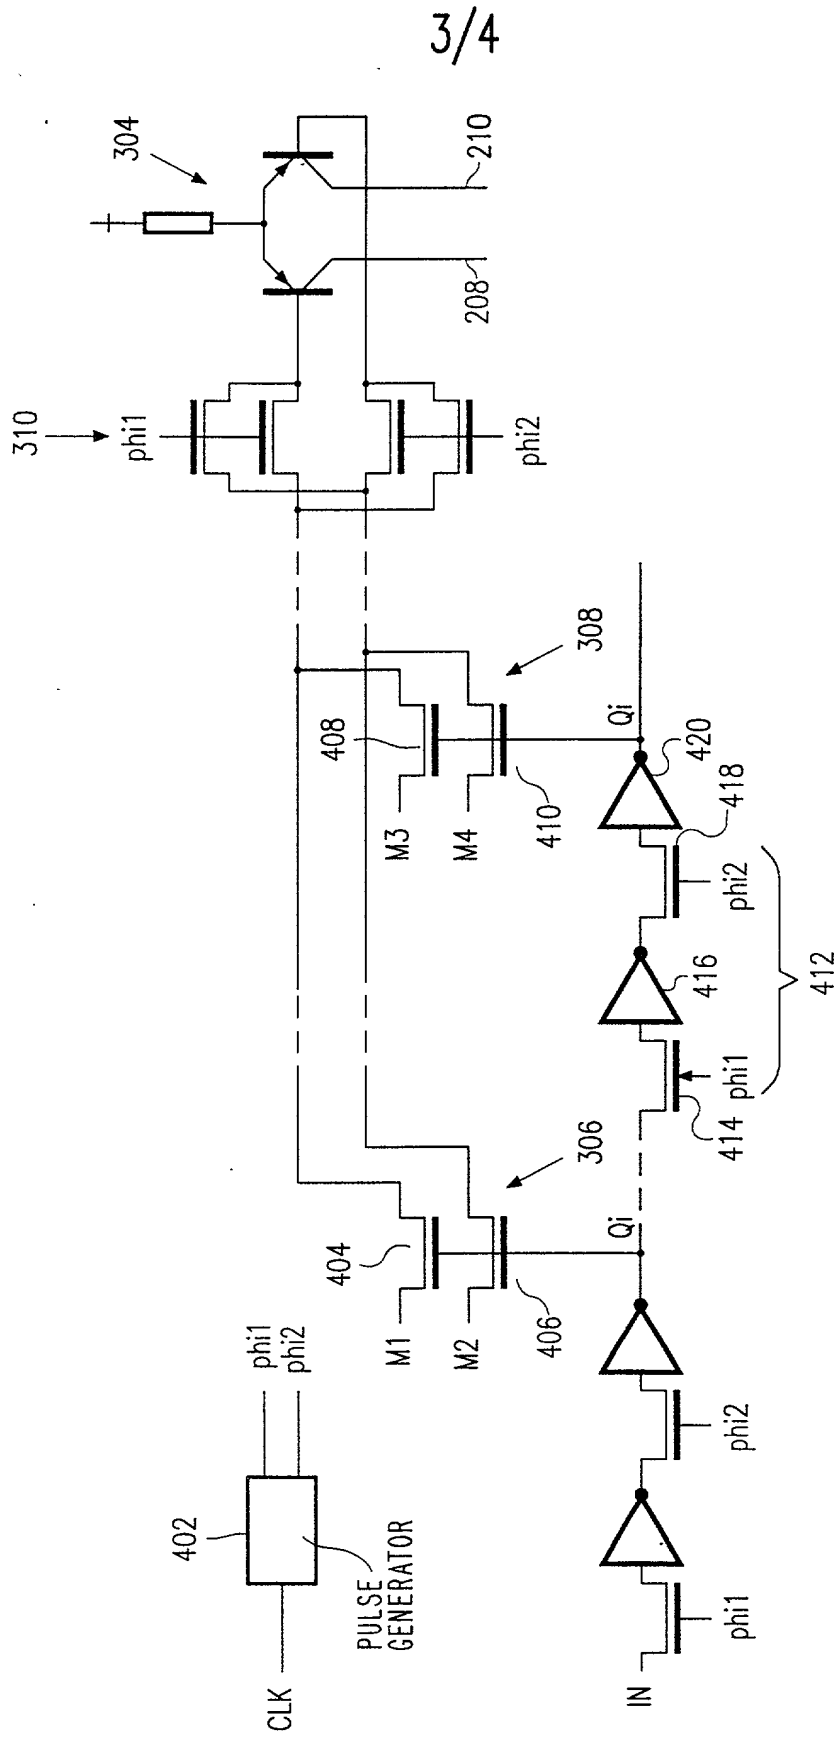 3/4
310
phi1
304
phi2
208
210
402
phi1
phi2
CLK
PULSE
GENERATOR
404
M1
M2
406
306
408
M3
M4
410
308
Qi
Qi
IN
phi1
phi2
414
phi1
416
phi2
418
420
412